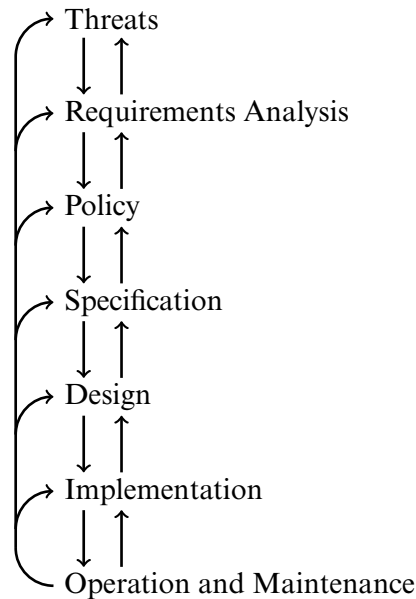 Threats
Requirements Analysis
Policy
Specification
Design
Implementation
Operation and Maintenance